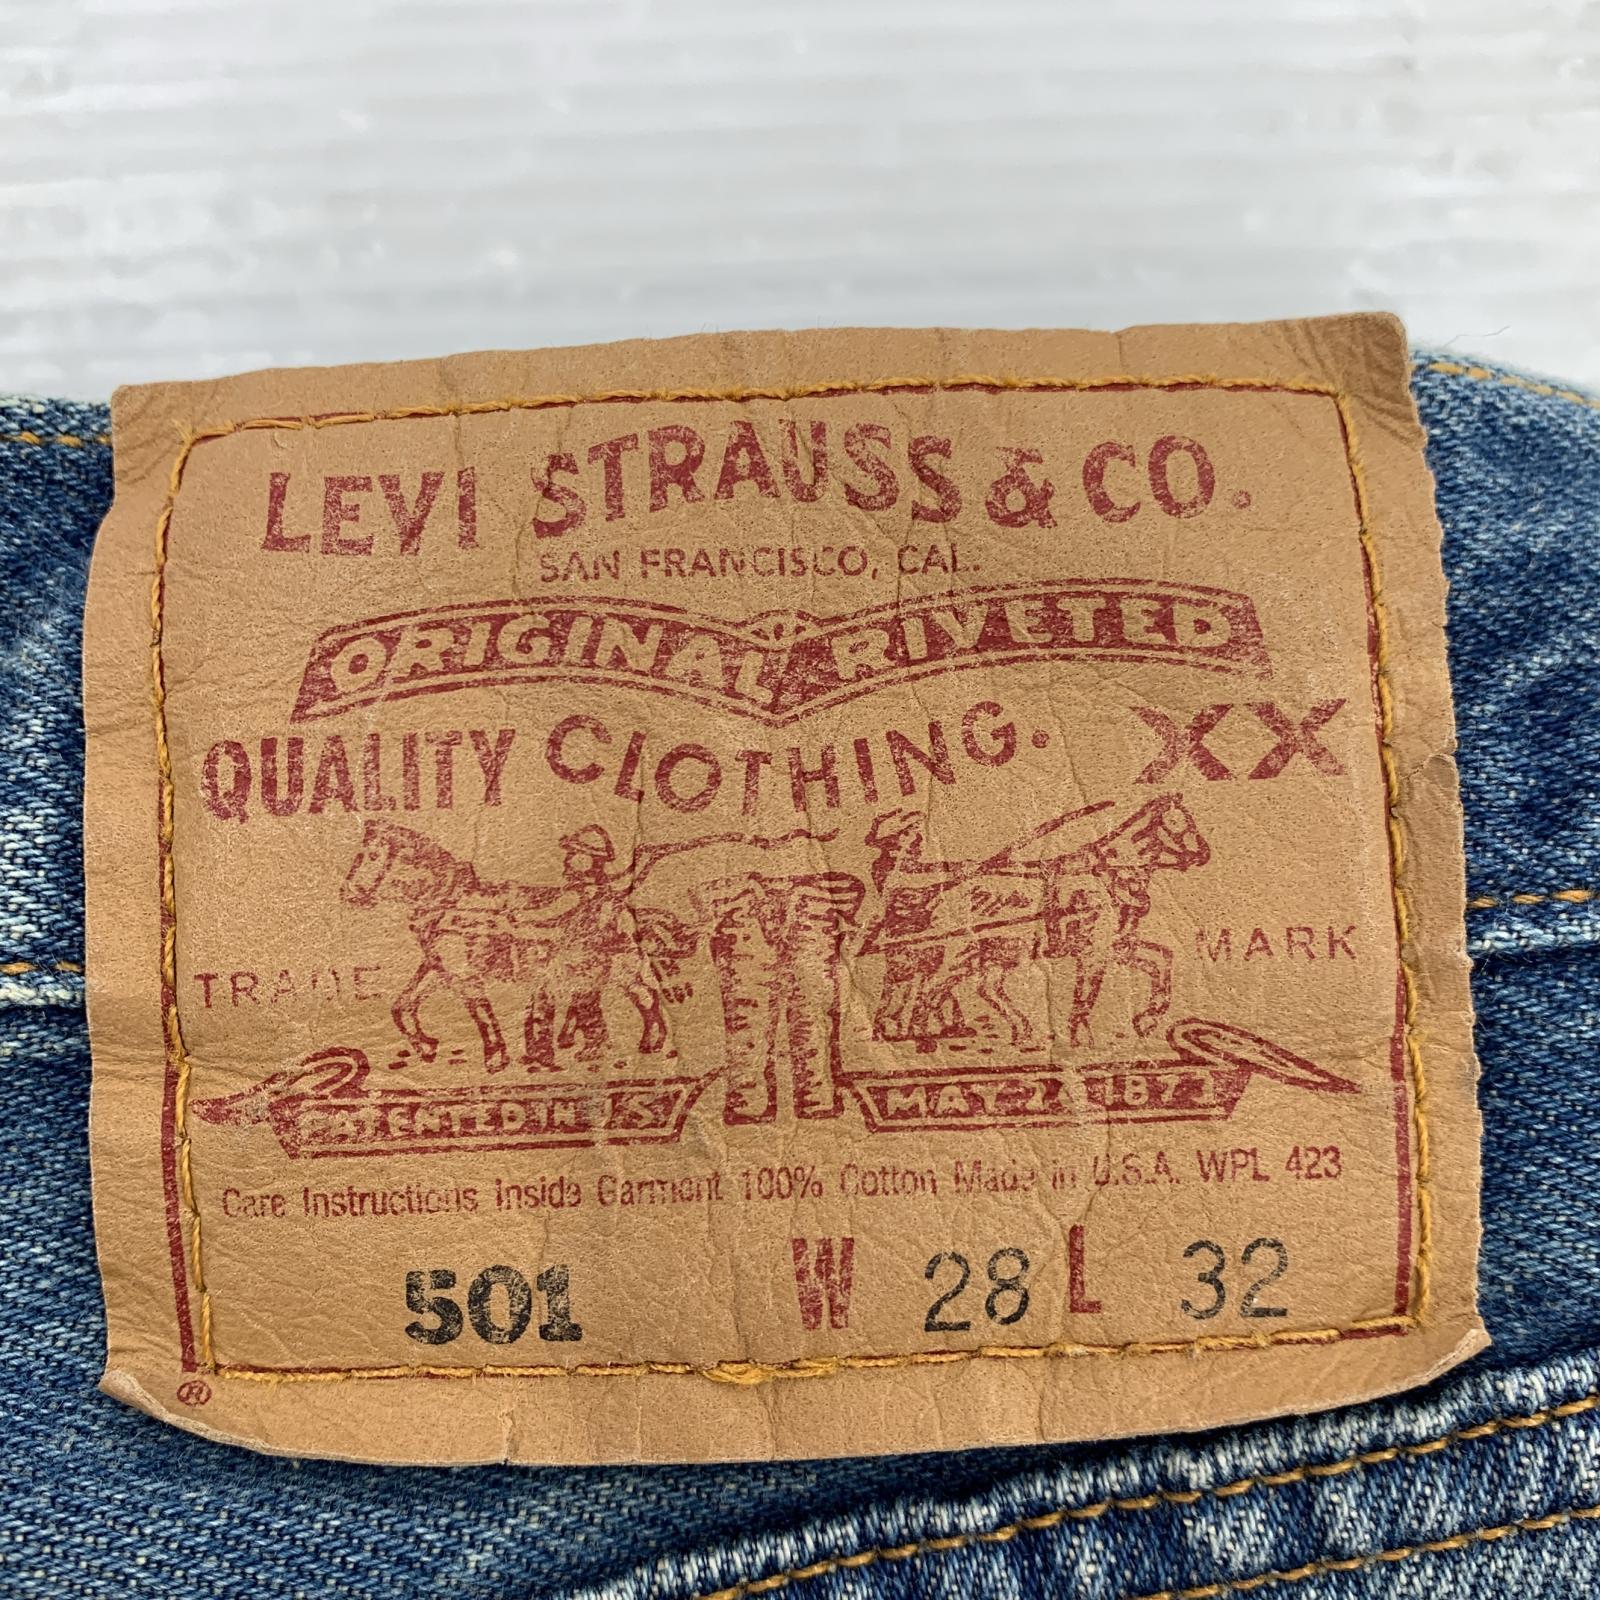 LEVI STRAUSS & CO.
SAN FRANCISCO, CAL.
ORIGINAL RIVETED
QUALITY CLOTHING. XX
TRADE MARK
PATENTED IN U.S. MAY 20 1873
Care Instructions Inside Garment 100% Cotton Made in U.S.A. WPL 423
501 W 28 L 32
®